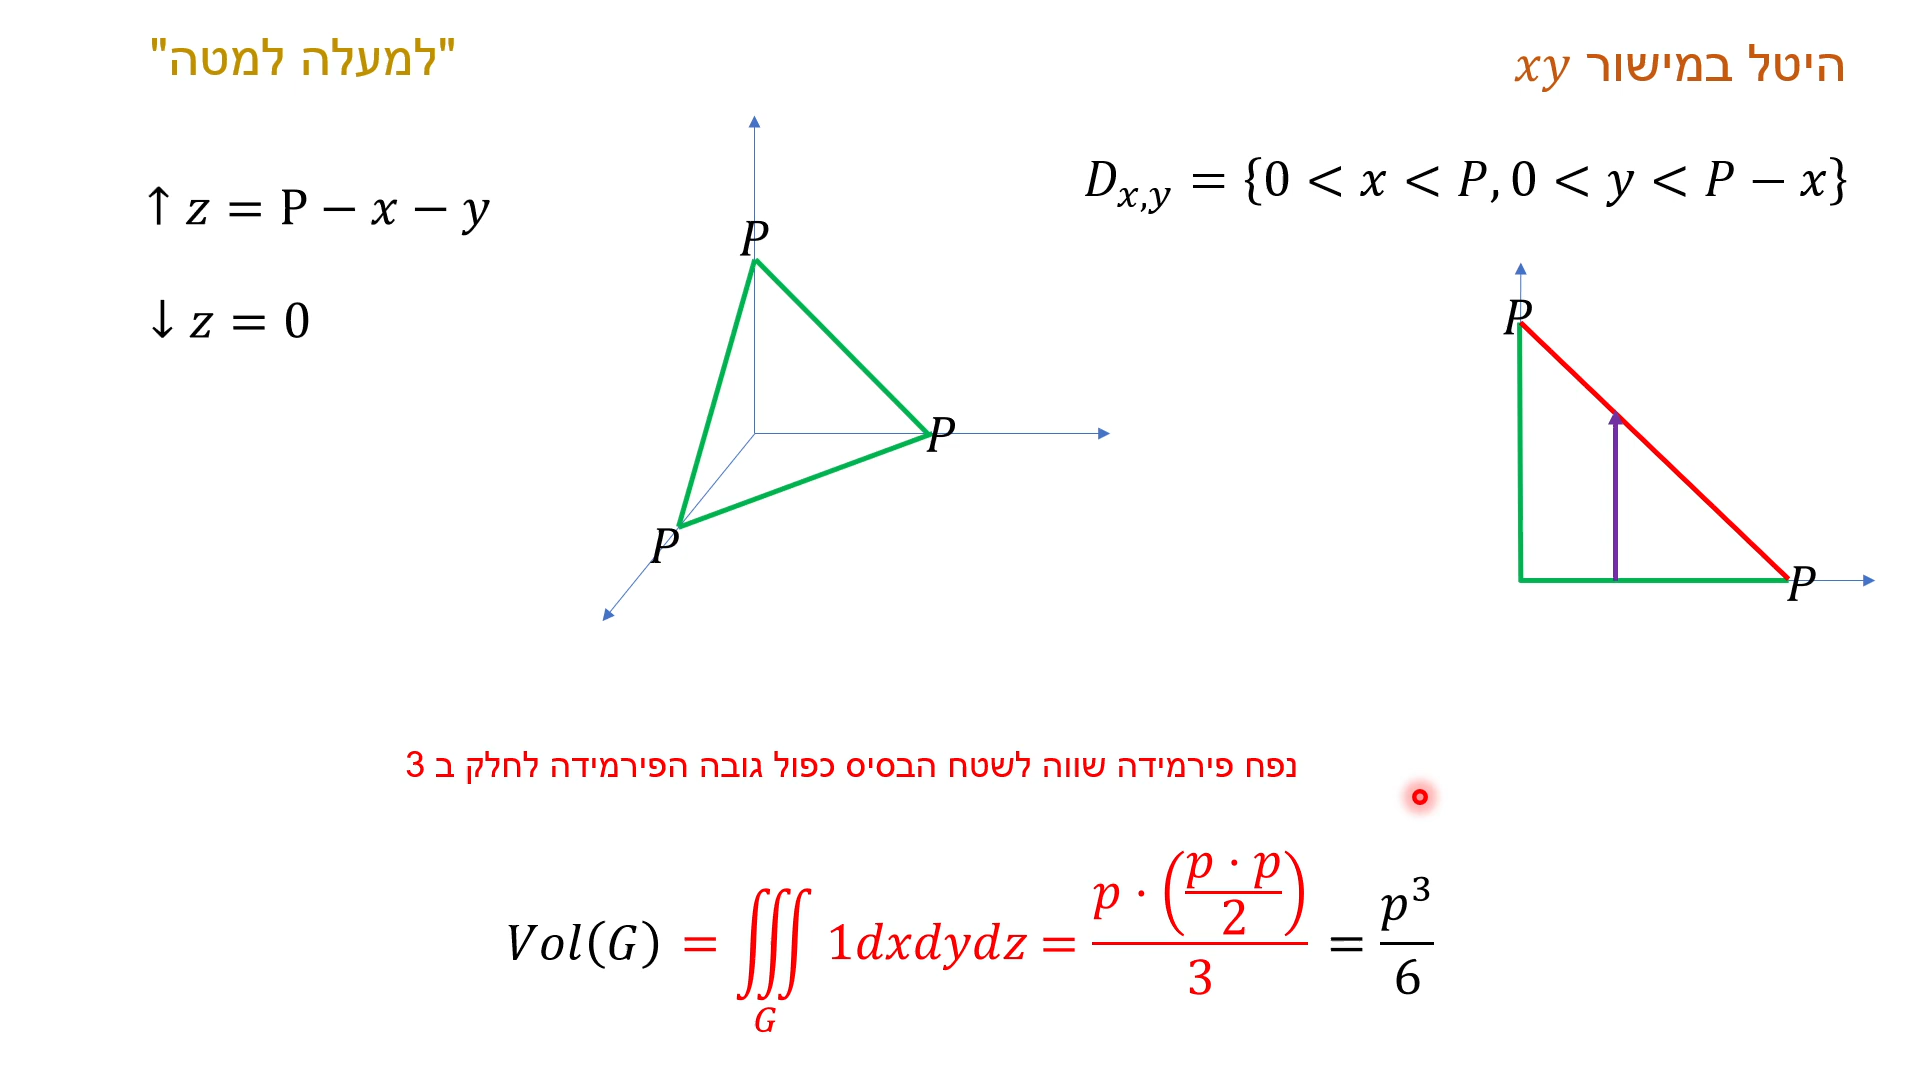 היטל במישור xy
"למעלה למטה"
D_{x,y} = {0 < x < P, 0 < y < P − x}
↑ z = P − x − y
↓ z = 0
P
P
P
P
P
נפח פירמידה שווה לשטח הבסיס כפול גובה הפירמידה לחלק ב 3
Vol(G) = ∭_G 1dxdydz = (p · (p · p / 2)) / 3 = p³ / 6